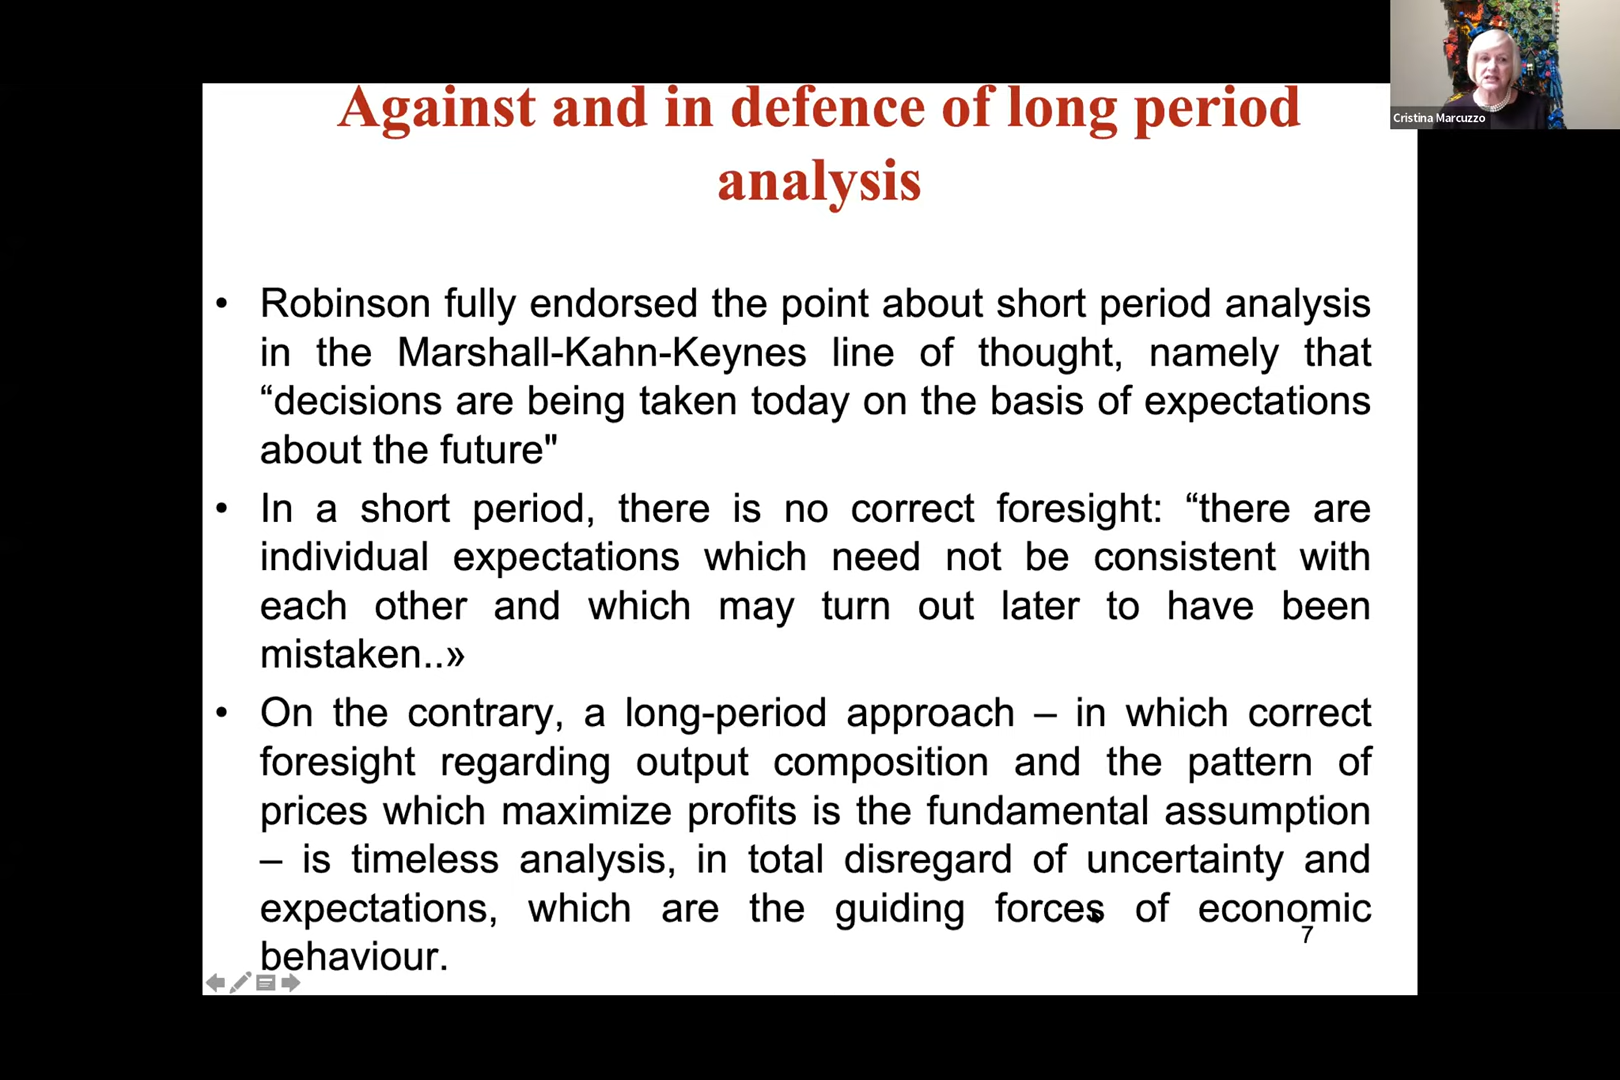 Cristina Marcuzzo
Against and in defence of long period
analysis
• Robinson fully endorsed the point about short period analysis
in the Marshall-Kahn-Keynes line of thought, namely that
“decisions are being taken today on the basis of expectations
about the future"
• In a short period, there is no correct foresight: “there are
individual expectations which need not be consistent with
each other and which may turn out later to have been
mistaken..»
• On the contrary, a long-period approach – in which correct
foresight regarding output composition and the pattern of
prices which maximize profits is the fundamental assumption
– is timeless analysis, in total disregard of uncertainty and
expectations, which are the guiding forces of economic
behaviour.
7